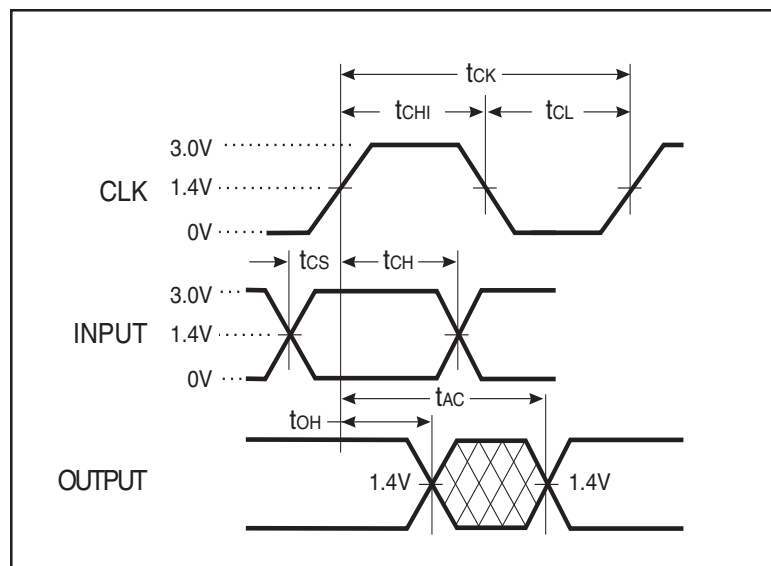 tCK
tCHI tCL
3.0V
CLK 1.4V
0V
tCS tCH
3.0V
INPUT 1.4V
0V
tAC
tOH
OUTPUT 1.4V 1.4V